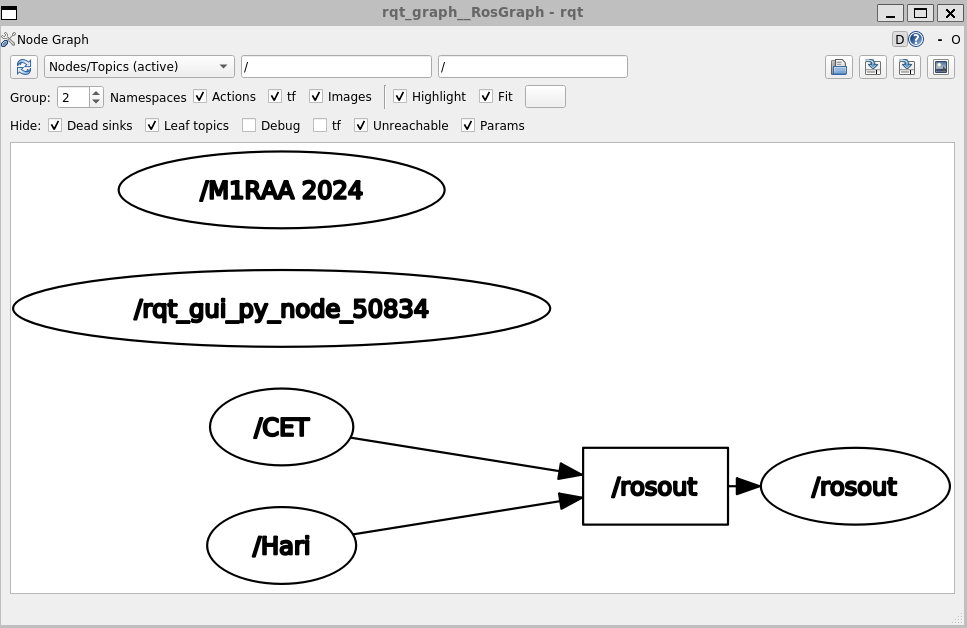 rqt_graph__RosGraph - rqt
Node Graph
D
- O
Nodes/Topics (active) / /
Group: 2 Namespaces Actions tf Images Highlight Fit
Hide: Dead sinks Leaf topics Debug tf Unreachable Params
/M1RAA 2024
/rqt_gui_py_node_50834
/CET
/rosout
/rosout
/Hari